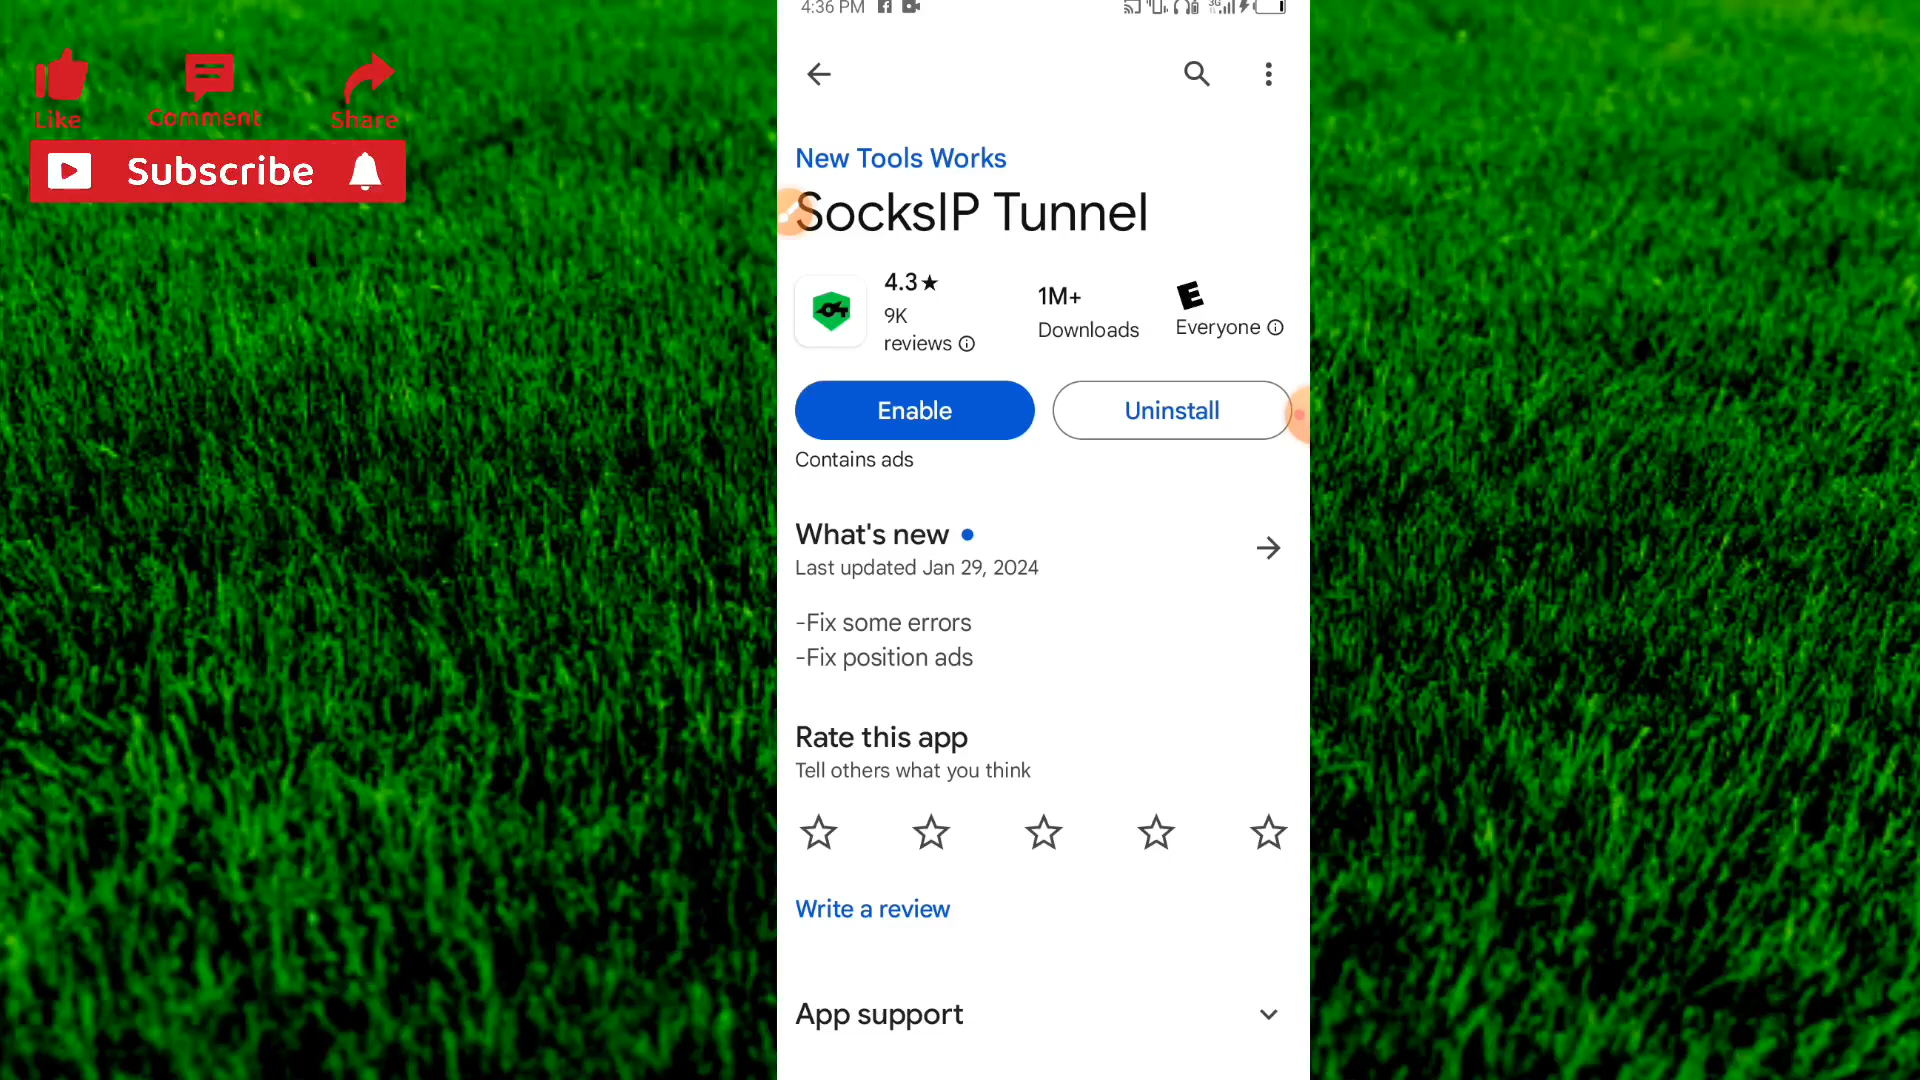 Like
Comment
Share
Subscribe
4:36 PM
3G
New Tools Works
SocksIP Tunnel
4.3★
9K
reviews
1M+
Downloads
E
Everyone
Enable
Uninstall
Contains ads
What's new
Last updated Jan 29, 2024
-Fix some errors
-Fix position ads
Rate this app
Tell others what you think
Write a review
App support